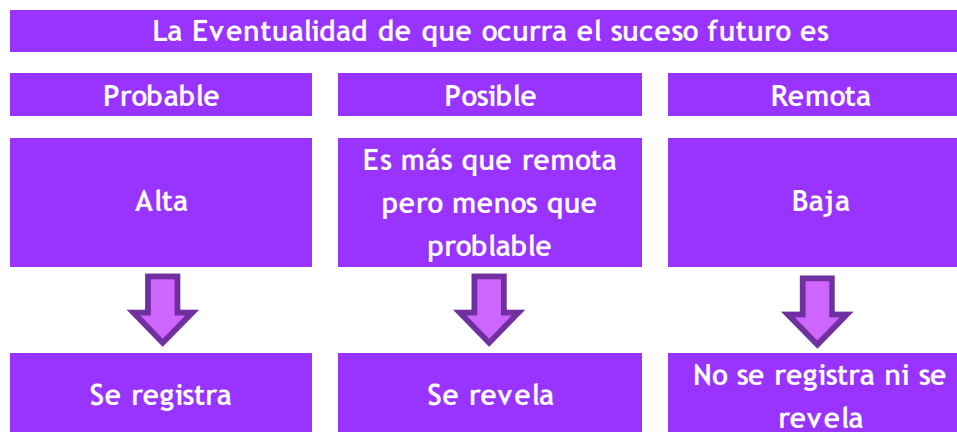 La Eventualidad de que ocurra el suceso futuro es
Probable
Posible
Remota
Alta
Es más que remota
pero menos que
problable
Baja
Se registra
Se revela
No se registra ni se
revela